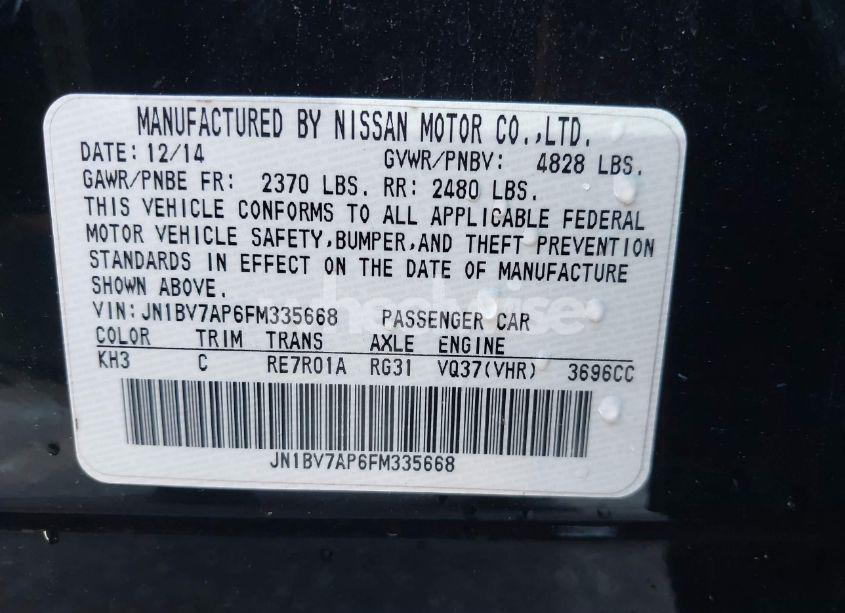 MANUFACTURED BY NISSAN MOTOR CO.,LTD.
DATE: 12/14 GVWR/PNBV: 4828 LBS.
GAWR/PNBE FR: 2370 LBS. RR: 2480 LBS.
THIS VEHICLE CONFORMS TO ALL APPLICABLE FEDERAL
MOTOR VEHICLE SAFETY,BUMPER,AND THEFT PREVENTION
STANDARDS IN EFFECT ON THE DATE OF MANUFACTURE
SHOWN ABOVE.
VIN:JN1BV7AP6FM335668 PASSENGER CAR
COLOR TRIM TRANS AXLE ENGINE
KH3 C RE7R01A RG31 VQ37(VHR) 3696CC
JN1BV7AP6FM335668